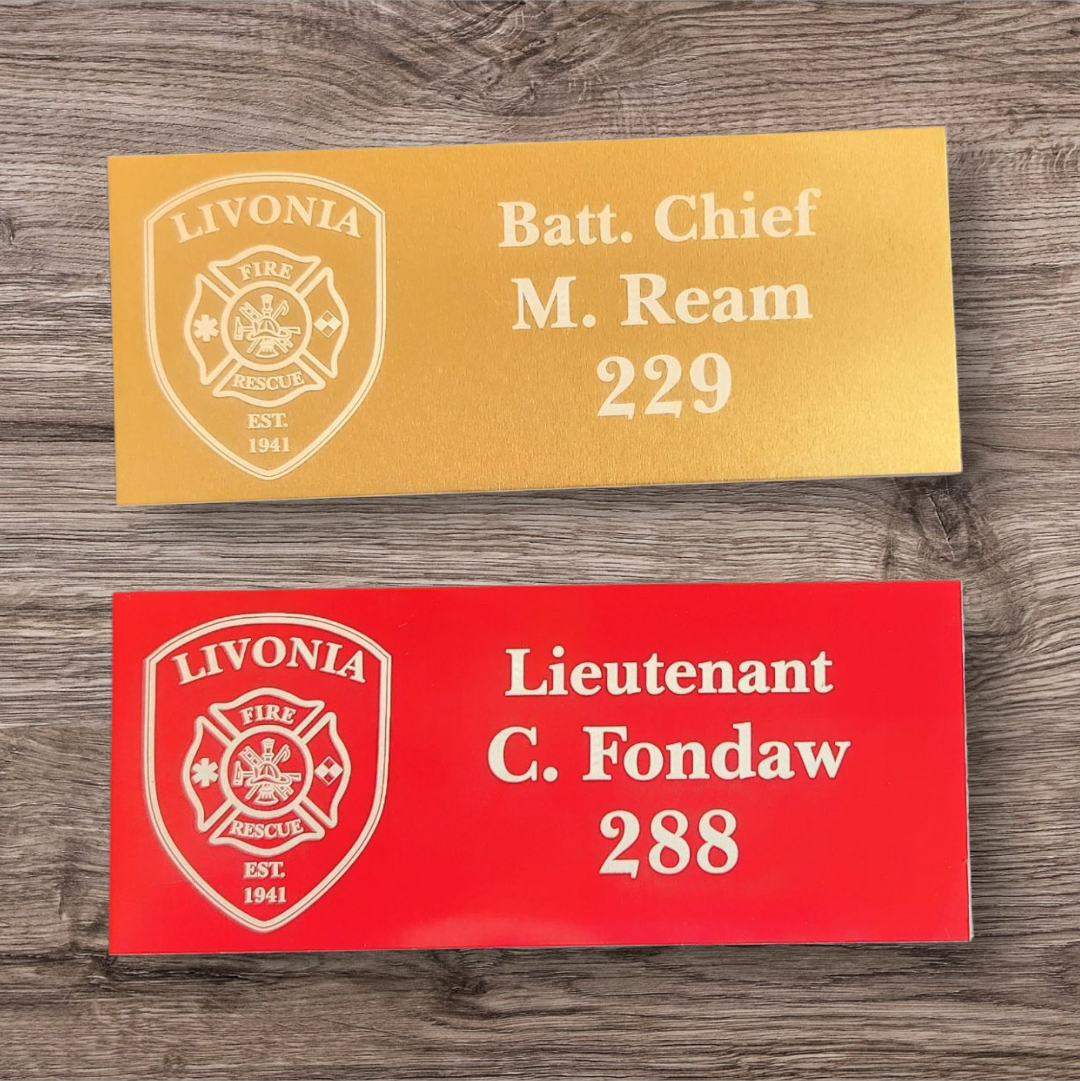 LIVONIA
FIRE
RESCUE
EST.
1941
Batt. Chief
M. Ream
229
LIVONIA
FIRE
RESCUE
EST.
1941
Lieutenant
C. Fondaw
288